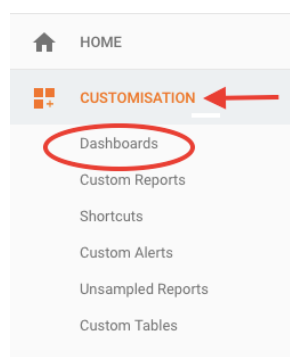 HOME
CUSTOMISATION
Dashboards
Custom Reports
Shortcuts
Custom Alerts
Unsampled Reports
Custom Tables